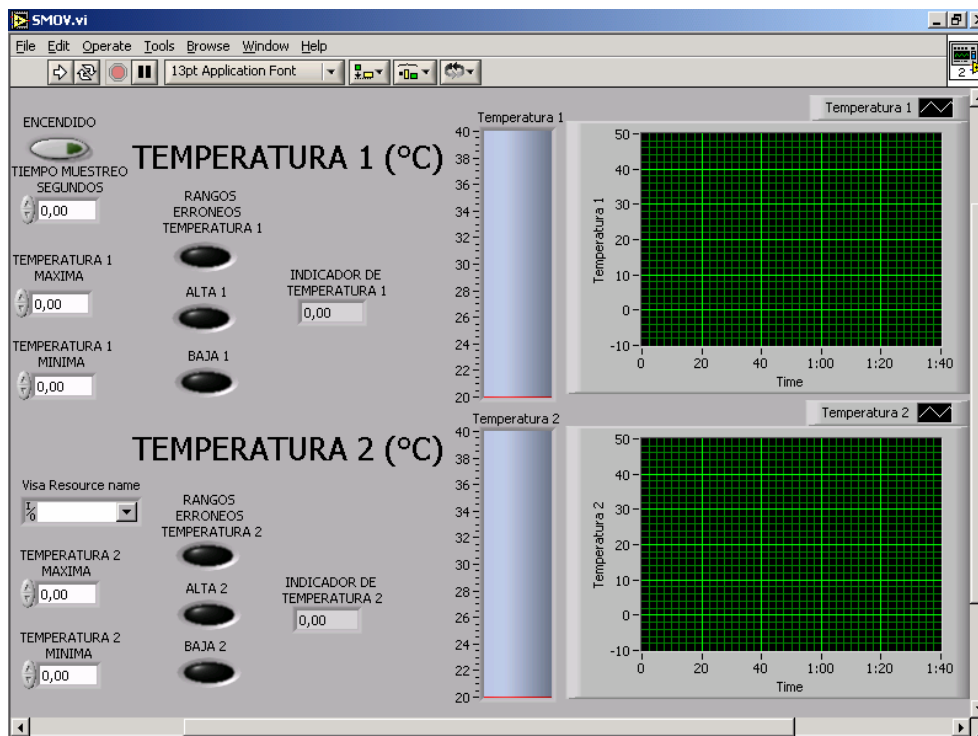 SMOV.vi
File Edit Operate Tools Browse Window Help
13pt Application Font
2
ENCENDIDO
TIEMPO MUESTREO
SEGUNDOS
0,00
TEMPERATURA 1 (°C)
RANGOS
ERRONEOS
TEMPERATURA 1
TEMPERATURA 1
MAXIMA
0,00
ALTA 1
INDICADOR DE
TEMPERATURA 1
0,00
TEMPERATURA 1
MINIMA
0,00
BAJA 1
Temperatura 1
40
38
36
34
32
30
28
26
24
22
20
Temperatura 1
Temperatura 1
50
40
30
20
10
0
-10
0 20 40 1:00 1:20 1:40
Time
TEMPERATURA 2 (°C)
Visa Resource name
I/0
RANGOS
ERRONEOS
TEMPERATURA 2
TEMPERATURA 2
MAXIMA
0,00
ALTA 2
INDICADOR DE
TEMPERATURA 2
0,00
TEMPERATURA 2
MINIMA
0,00
BAJA 2
Temperatura 2
40
38
36
34
32
30
28
26
24
22
20
Temperatura 2
Temperatura 2
50
40
30
20
10
0
-10
0 20 40 1:00 1:20 1:40
Time